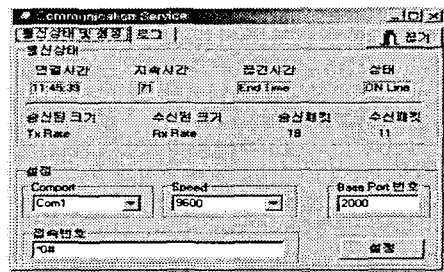 Communication Service
통신상태 및 설정 로그 끊기
통신상태
연결시간 지속시간 끊긴시간 상태
11:45:39 71 End Time ON Line
송신된 크기 수신된 크기 송신패킷 수신패킷
Tx Rate Rx Rate 18 11
설정
Comport Speed Base Port 번호
Com1 9600 2000
접속번호
*0# 설정